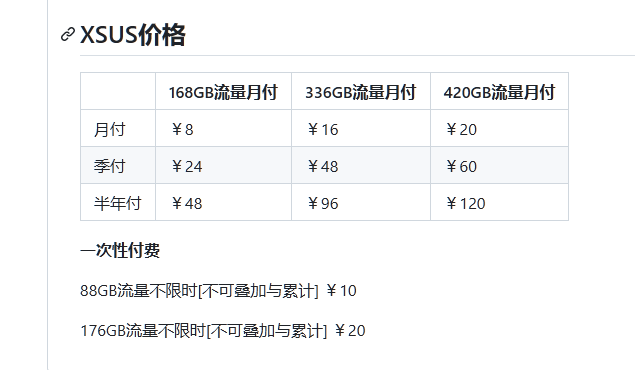 XSUS价格
168GB流量月付 336GB流量月付 420GB流量月付
月付 ￥8 ￥16 ￥20
季付 ￥24 ￥48 ￥60
半年付 ￥48 ￥96 ￥120
一次性付费
88GB流量不限时[不可叠加与累计] ￥10
176GB流量不限时[不可叠加与累计] ￥20